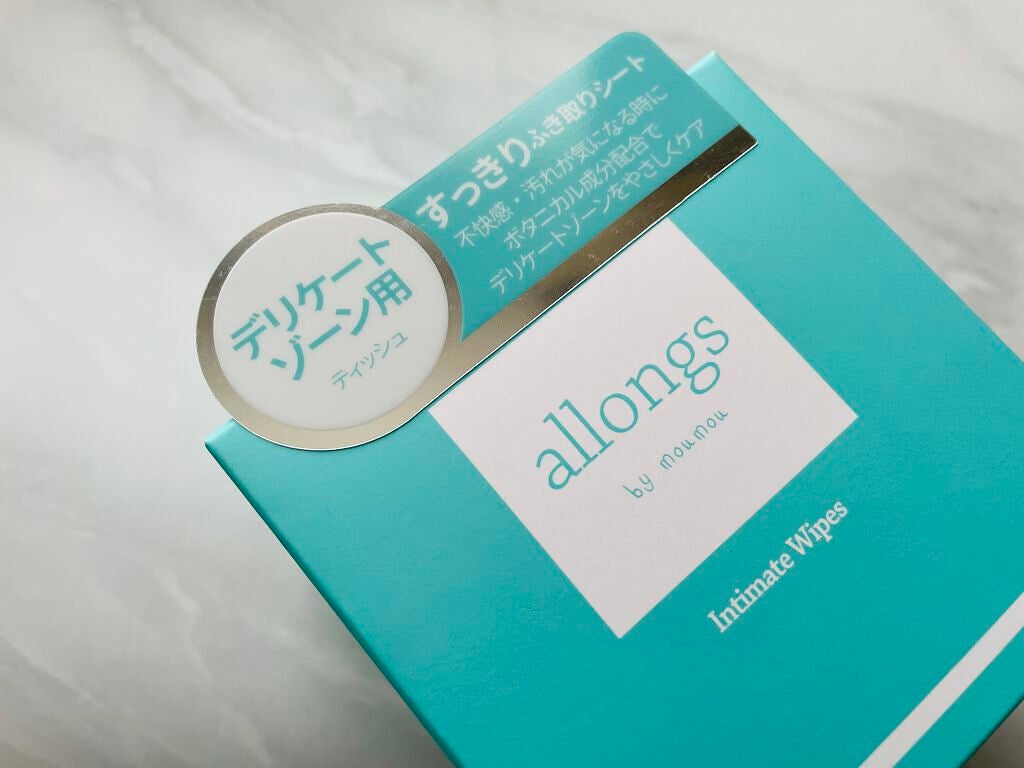 すっきりふき取りシート
不快感・汚れが気になる時に
ボタニカル成分配合で
デリケートゾーンをやさしくケア
デリケート
ゾーン用
ティッシュ
allongs
by moumou
Intimate Wipes